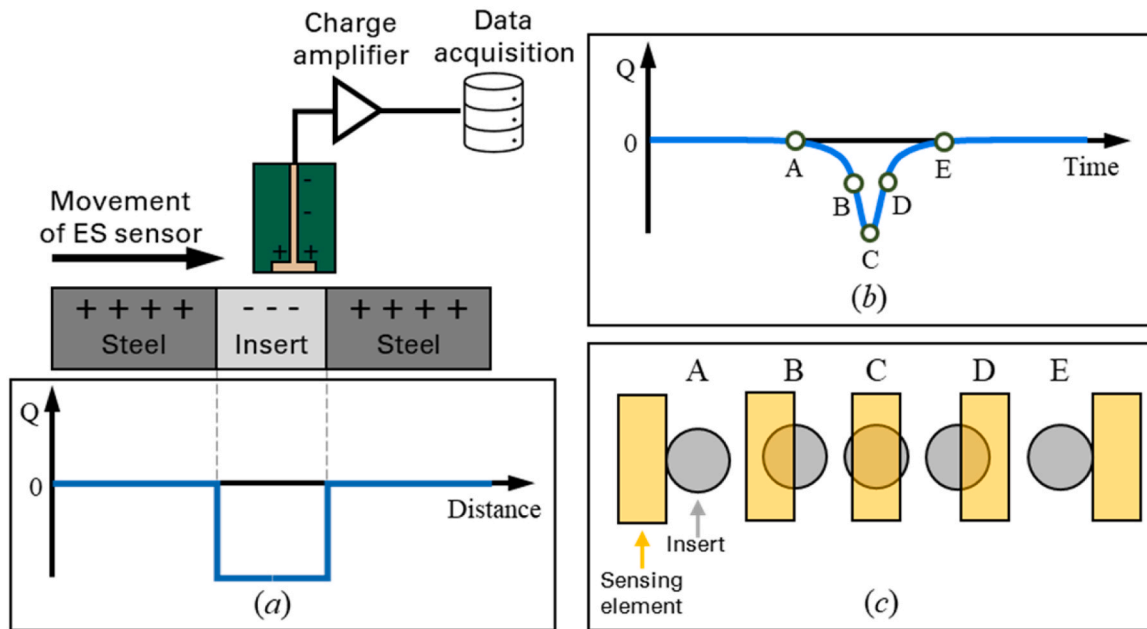 Charge
amplifier
Data
acquisition
Movement
of ES sensor
-
-
+ +
+ + + +
- - -
+ + + +
Steel
Insert
Steel
Q
0
Distance
(a)
Q
0
Time
A
B
C
D
E
(b)
A B C D E
Insert
Sensing
element
(c)